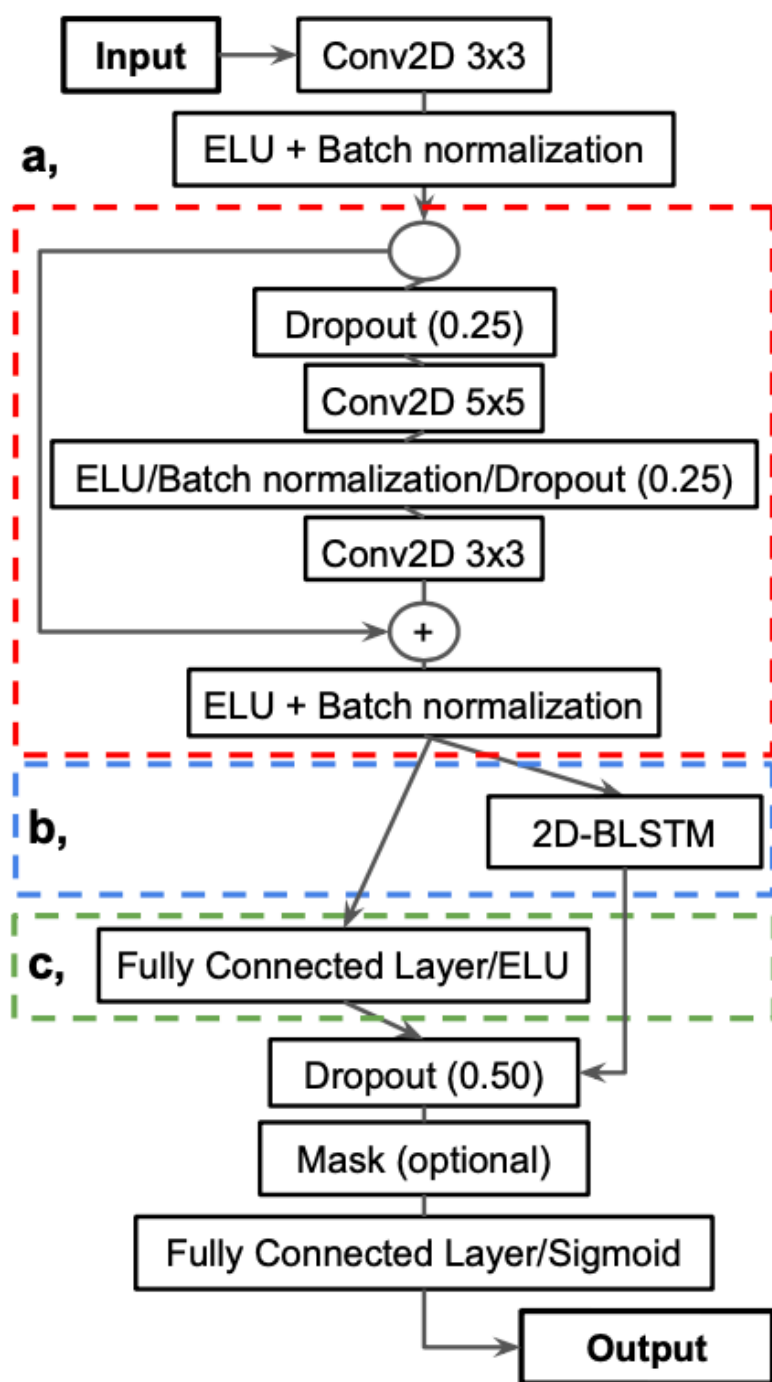 Input
Conv2D 3x3
ELU + Batch normalization
a,
Dropout (0.25)
Conv2D 5x5
ELU/Batch normalization/Dropout (0.25)
Conv2D 3x3
+
ELU + Batch normalization
b,
2D-BLSTM
c,
Fully Connected Layer/ELU
Dropout (0.50)
Mask (optional)
Fully Connected Layer/Sigmoid
Output